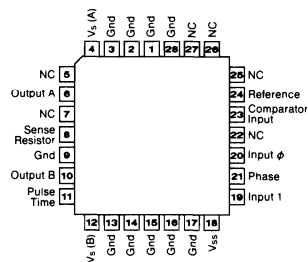 Vs (A)
Gnd
Gnd
Gnd
Gnd
NC
NC
4 3 2 1 28 27 26
NC 5
Output A 6
NC 7
Sense
Resistor 8
Gnd 9
Output B 10
Pulse
Time 11
25 NC
24 Reference
23 Comparator
Input
22 NC
20 Input ϕ
21 Phase
19 Input 1
12 13 14 15 16 17 18
Vs (B)
Gnd
Gnd
Gnd
Gnd
Gnd
Vss